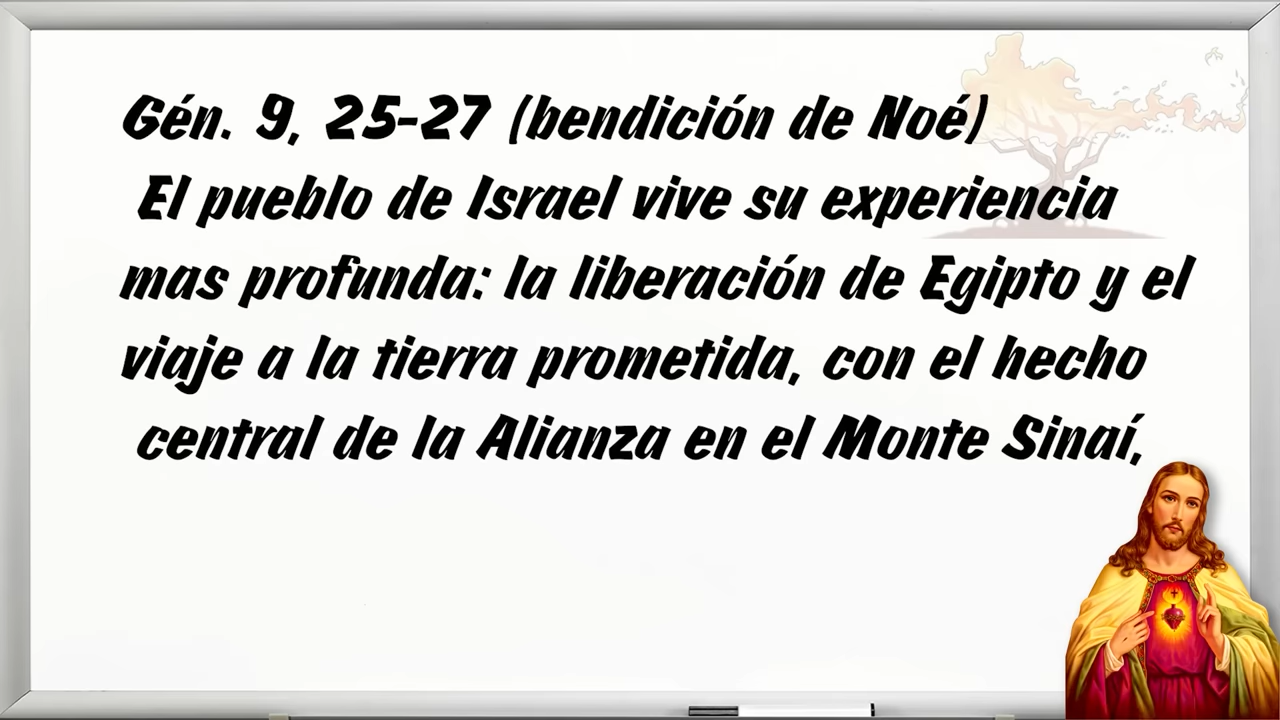 Gén. 9, 25-27 (bendición de Noé)
El pueblo de Israel vive su experiencia
mas profunda: la liberación de Egipto y el
viaje a la tierra prometida, con el hecho
central de la Alianza en el Monte Sinaí,